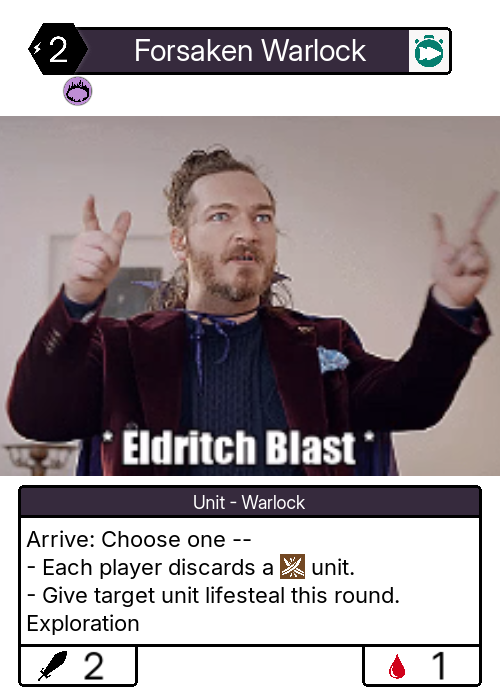 2 Forsaken Warlock
* Eldritch Blast *
Unit - Warlock
Arrive: Choose one --
- Each player discards a unit.
- Give target unit lifesteal this round.
Exploration
2 1